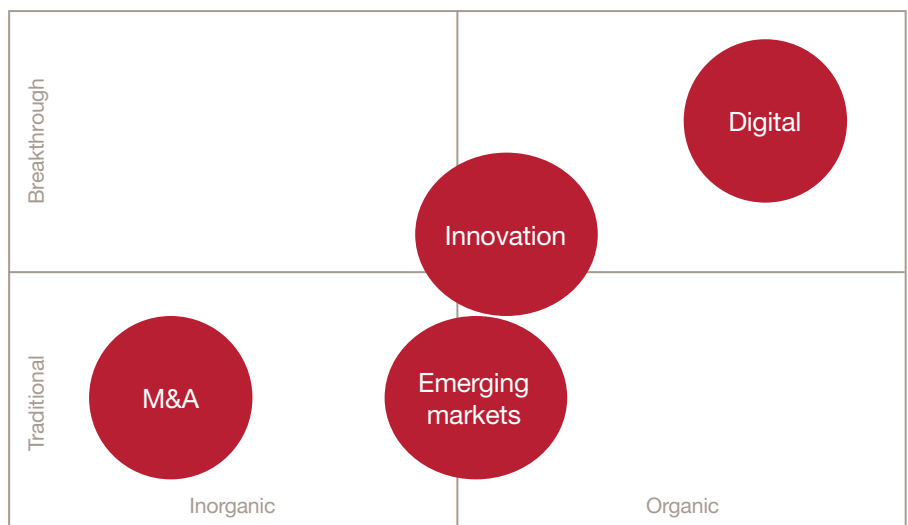 Breakthrough
Digital
Innovation
Traditional
M&A
Emerging
markets
Inorganic
Organic